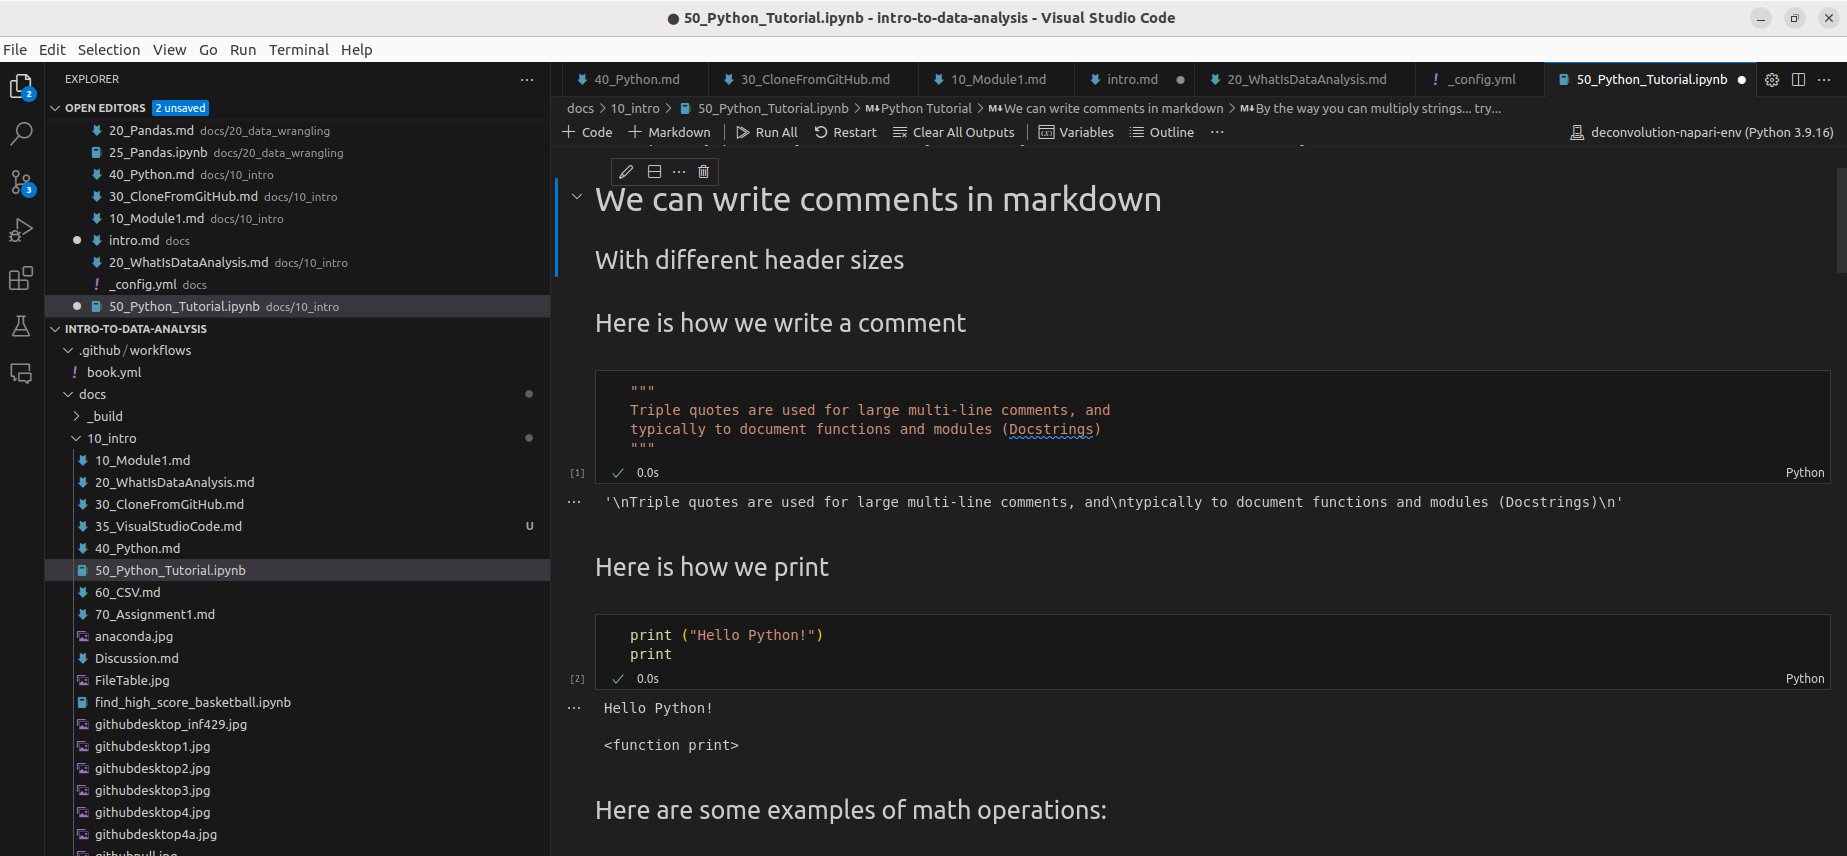 ● 50_Python_Tutorial.ipynb - intro-to-data-analysis - Visual Studio Code
File Edit Selection View Go Run Terminal Help
2
3
EXPLORER ...
OPEN EDITORS 2 unsaved
20_Pandas.md docs/20_data_wrangling
25_Pandas.ipynb docs/20_data_wrangling
40_Python.md docs/10_intro
30_CloneFromGitHub.md docs/10_intro
10_Module1.md docs/10_intro
● intro.md docs
20_WhatIsDataAnalysis.md docs/10_intro
! _config.yml docs
● 50_Python_Tutorial.ipynb docs/10_intro
INTRO-TO-DATA-ANALYSIS
.github / workflows
! book.yml
docs
_build
10_intro
10_Module1.md
20_WhatIsDataAnalysis.md
30_CloneFromGitHub.md
35_VisualStudioCode.md U
40_Python.md
50_Python_Tutorial.ipynb
60_CSV.md
70_Assignment1.md
anaconda.jpg
Discussion.md
FileTable.jpg
find_high_score_basketball.ipynb
githubdesktop_inf429.jpg
githubdesktop1.jpg
githubdesktop2.jpg
githubdesktop3.jpg
githubdesktop4.jpg
githubdesktop4a.jpg
githubpull.jpg
40_Python.md 30_CloneFromGitHub.md 10_Module1.md intro.md ● 20_WhatIsDataAnalysis.md ! _config.yml 50_Python_Tutorial.ipynb ● ...
docs > 10_intro > 50_Python_Tutorial.ipynb > M↓Python Tutorial > M↓We can write comments in markdown > M↓By the way you can multiply strings... try...
+ Code + Markdown Run All Restart Clear All Outputs Variables Outline ... deconvolution-napari-env (Python 3.9.16)
We can write comments in markdown
With different header sizes
Here is how we write a comment
"""
Triple quotes are used for large multi-line comments, and
typically to document functions and modules (Docstrings)
"""
[1] ✓ 0.0s Python
... '\nTriple quotes are used for large multi-line comments, and\ntypically to document functions and modules (Docstrings)\n'
Here is how we print
print ("Hello Python!")
print
[2] ✓ 0.0s Python
... Hello Python!
<function print>
Here are some examples of math operations: